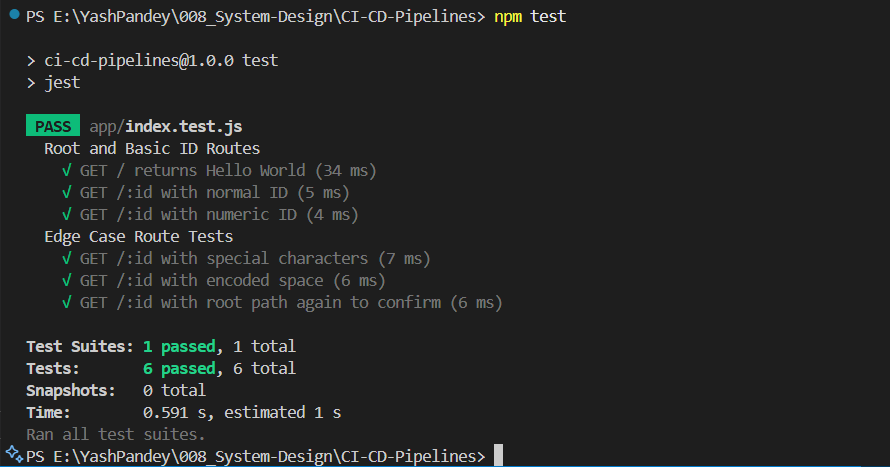 PS E:\YashPandey\008_System-Design\CI-CD-Pipelines> npm test
> ci-cd-pipelines@1.0.0 test
> jest
PASS app/index.test.js
Root and Basic ID Routes
√ GET / returns Hello World (34 ms)
√ GET /:id with normal ID (5 ms)
√ GET /:id with numeric ID (4 ms)
Edge Case Route Tests
√ GET /:id with special characters (7 ms)
√ GET /:id with encoded space (6 ms)
√ GET /:id with root path again to confirm (6 ms)
Test Suites: 1 passed, 1 total
Tests: 6 passed, 6 total
Snapshots: 0 total
Time: 0.591 s, estimated 1 s
Ran all test suites.
PS E:\YashPandey\008_System-Design\CI-CD-Pipelines>